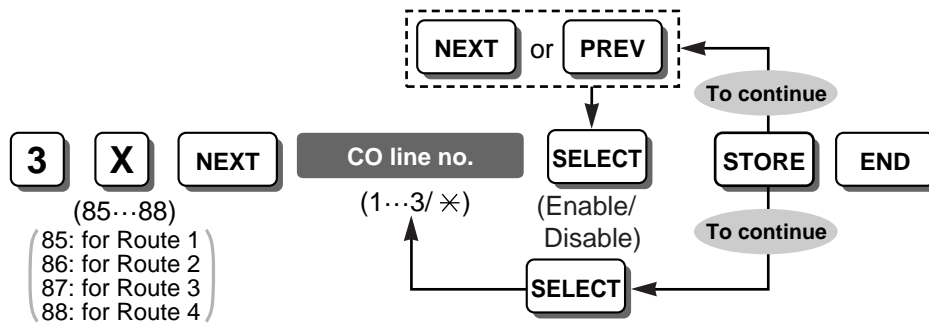 NEXT or PREV
To continue
3 X NEXT CO line no. SELECT STORE END
(85···88) (1···3/ ✳) (Enable/
Disable)
To continue
85: for Route 1
86: for Route 2
87: for Route 3
88: for Route 4
SELECT